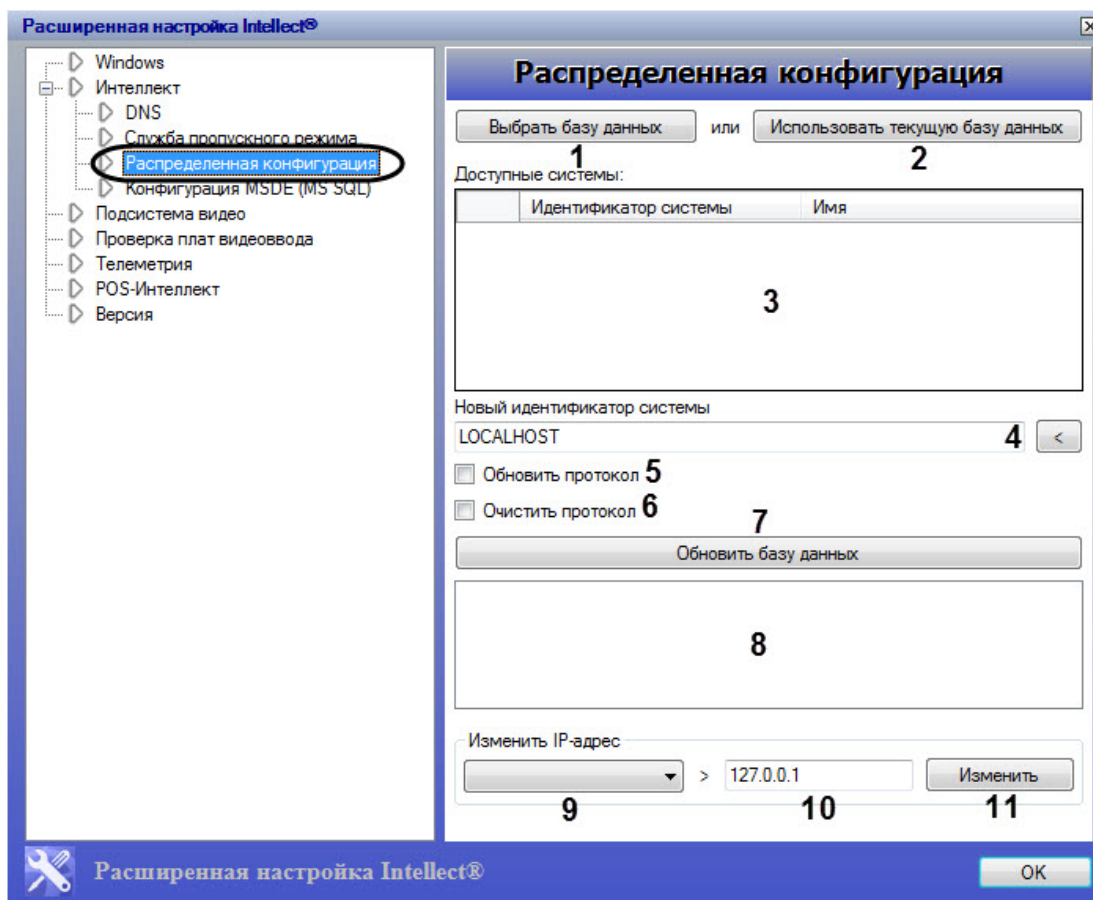 Расширенная настройка Intellect®
Windows
Интеллект
DNS
Служба пропускного режима
Распределенная конфигурация
Конфигурация MSDE (MS SQL)
Подсистема видео
Проверка плат видеоввода
Телеметрия
POS-Интеллект
Версия
Распределенная конфигурация
Выбрать базу данных или Использовать текущую базу данных
1 2
Доступные системы:
Идентификатор системы Имя
3
Новый идентификатор системы
LOCALHOST 4 <
Обновить протокол 5
Очистить протокол 6
7
Обновить базу данных
8
Изменить IP-адрес
> 127.0.0.1 Изменить
9 10 11
Расширенная настройка Intellect®
OK